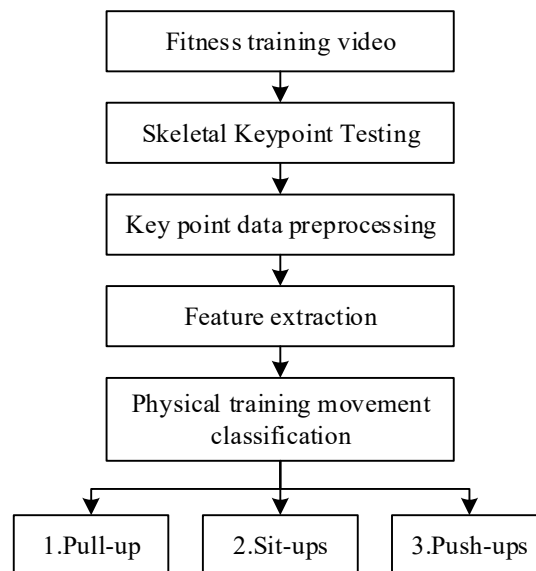 Fitness training video
Skeletal Keypoint Testing
Key point data preprocessing
Feature extraction
Physical training movement
classification
1.Pull-up
2.Sit-ups
3.Push-ups